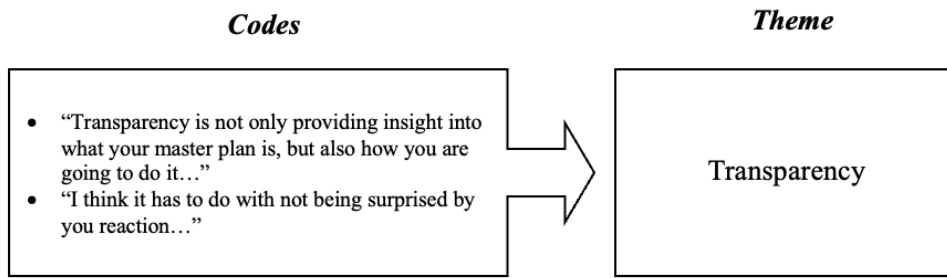 Codes
Theme
• “Transparency is not only providing insight into
what your master plan is, but also how you are
going to do it…”
• “I think it has to do with not being surprised by
you reaction…”
Transparency